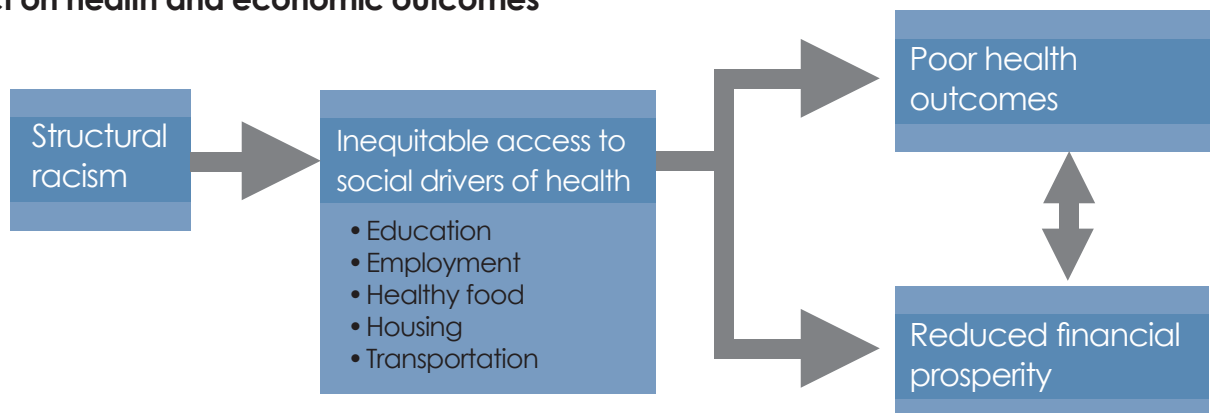 on health and economic outcomes
Structural
racism
Inequitable access to
social drivers of health
• Education
• Employment
• Healthy food
• Housing
• Transportation
Poor health
outcomes
Reduced financial
prosperity